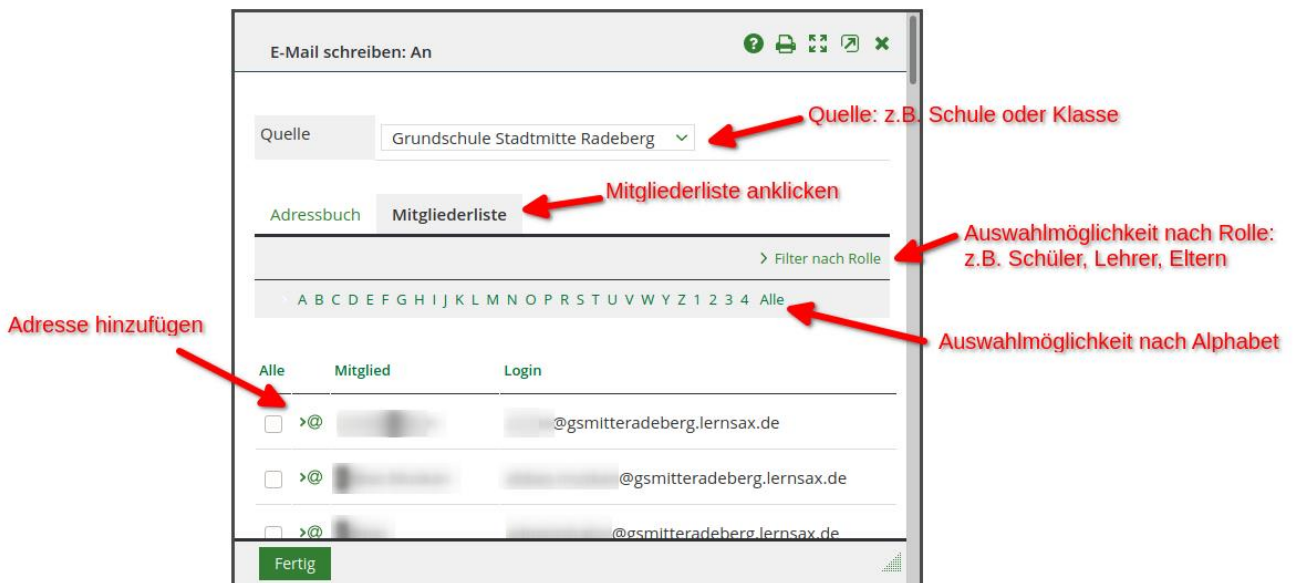 E-Mail schreiben: An
Quelle: z.B. Schule oder Klasse
Quelle
Grundschule Stadtmitte Radeberg
Mitgliederliste anklicken
Adressbuch
Mitgliederliste
Auswahlmöglichkeit nach Rolle:
z.B. Schüler, Lehrer, Eltern
> Filter nach Rolle
A B C D E F G H I J K L M N O P R S T U V W Y Z 1 2 3 4 Alle
Adresse hinzufügen
Auswahlmöglichkeit nach Alphabet
Alle Mitglied Login
>@ @gsmitteradeberg.lernsax.de
>@ @gsmitteradeberg.lernsax.de
>@ @gsmitteradeberg.lernsax.de
Fertig